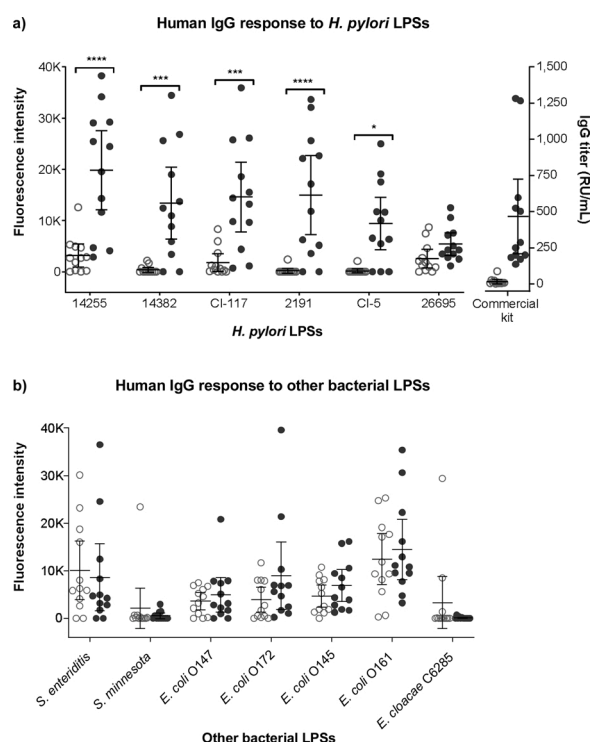 a)
Human IgG response to H. pylori LPSs
**** *** *** **** *
Fluorescence intensity
40K
30K
20K
10K
0
1,500
1,250
1,000
750
500
250
0
IgG titer (RU/mL)
14255 14382 CI-117 2191 CI-5 26695 Commercial
kit
H. pylori LPSs
b)
Human IgG response to other bacterial LPSs
Fluorescence intensity
40K
30K
20K
10K
0
S. enteriditis
S. minnesota
E. coli O147
E. coli O172
E. coli O145
E. coli O161
E. cloacae C6285
Other bacterial LPSs